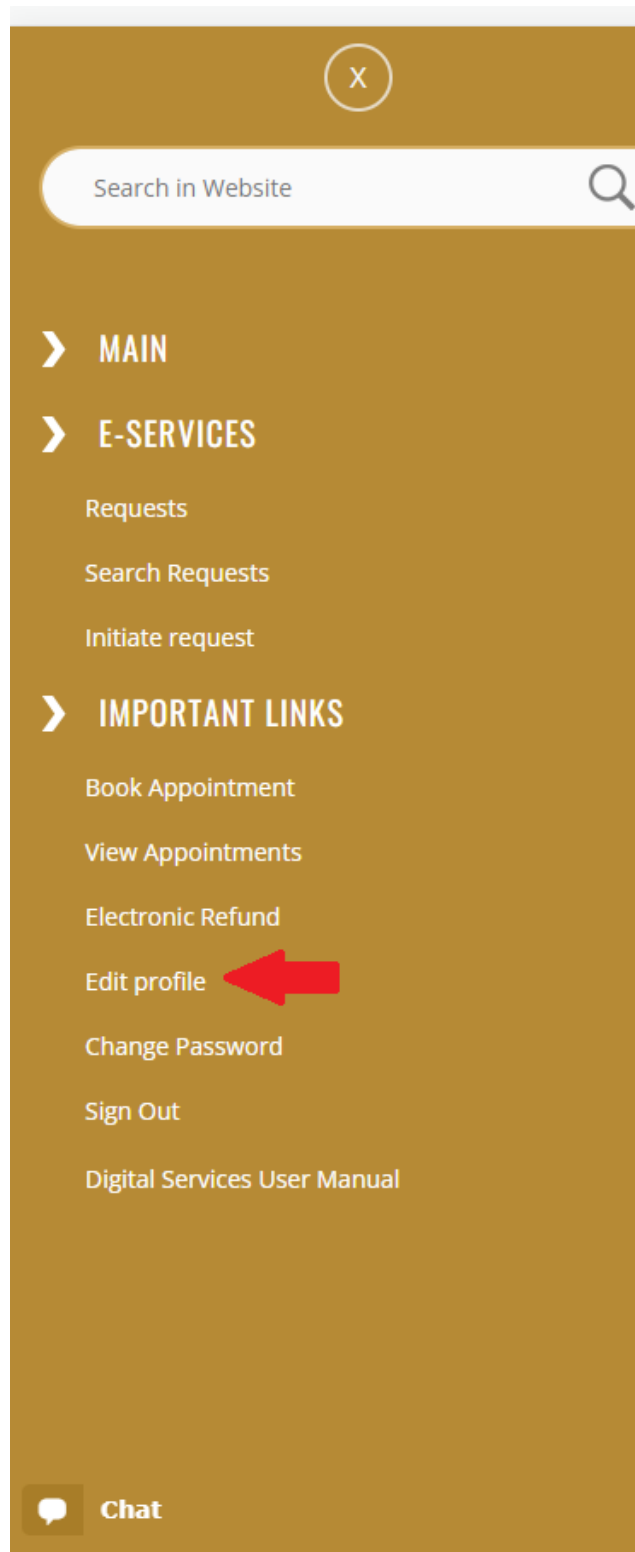 X
Search in Website
MAIN
E-SERVICES
Requests
Search Requests
Initiate request
IMPORTANT LINKS
Book Appointment
View Appointments
Electronic Refund
Edit profile
Change Password
Sign Out
Digital Services User Manual
Chat